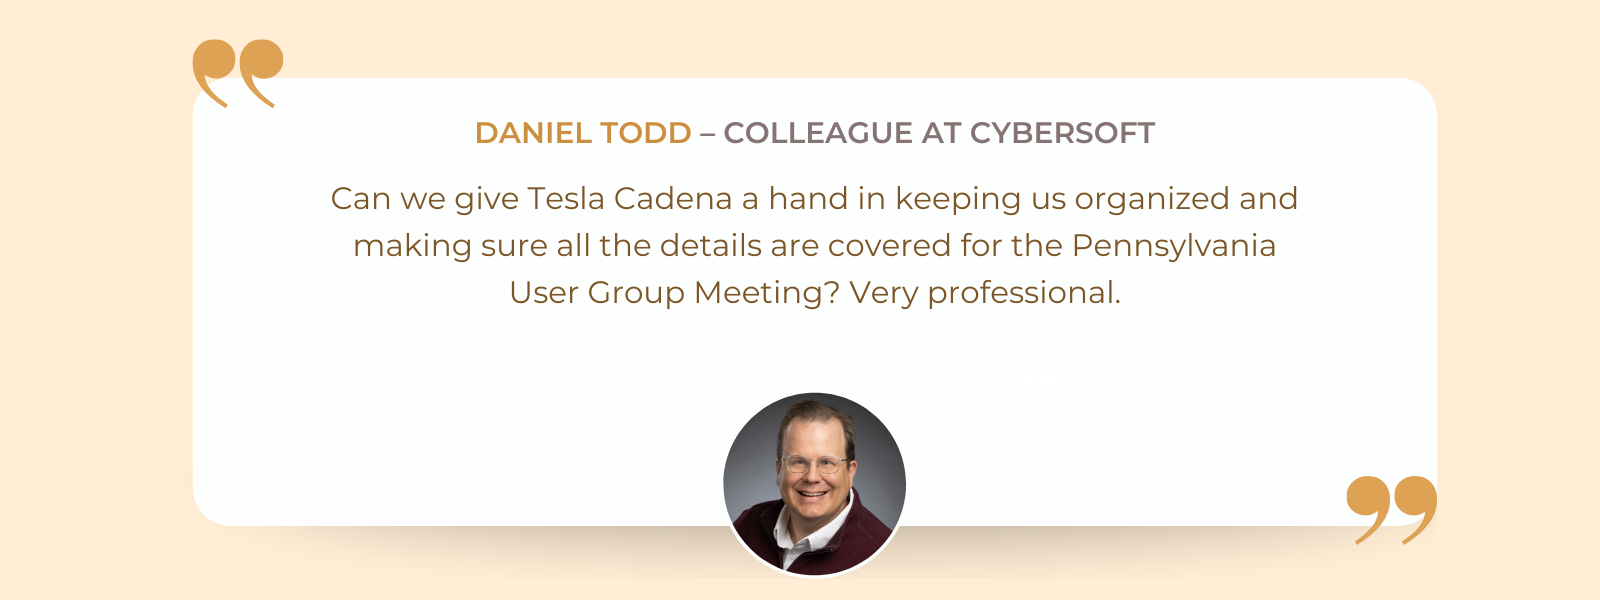 DANIEL TODD – COLLEAGUE AT CYBERSOFT
Can we give Tesla Cadena a hand in keeping us organized and
making sure all the details are covered for the Pennsylvania
User Group Meeting? Very professional.